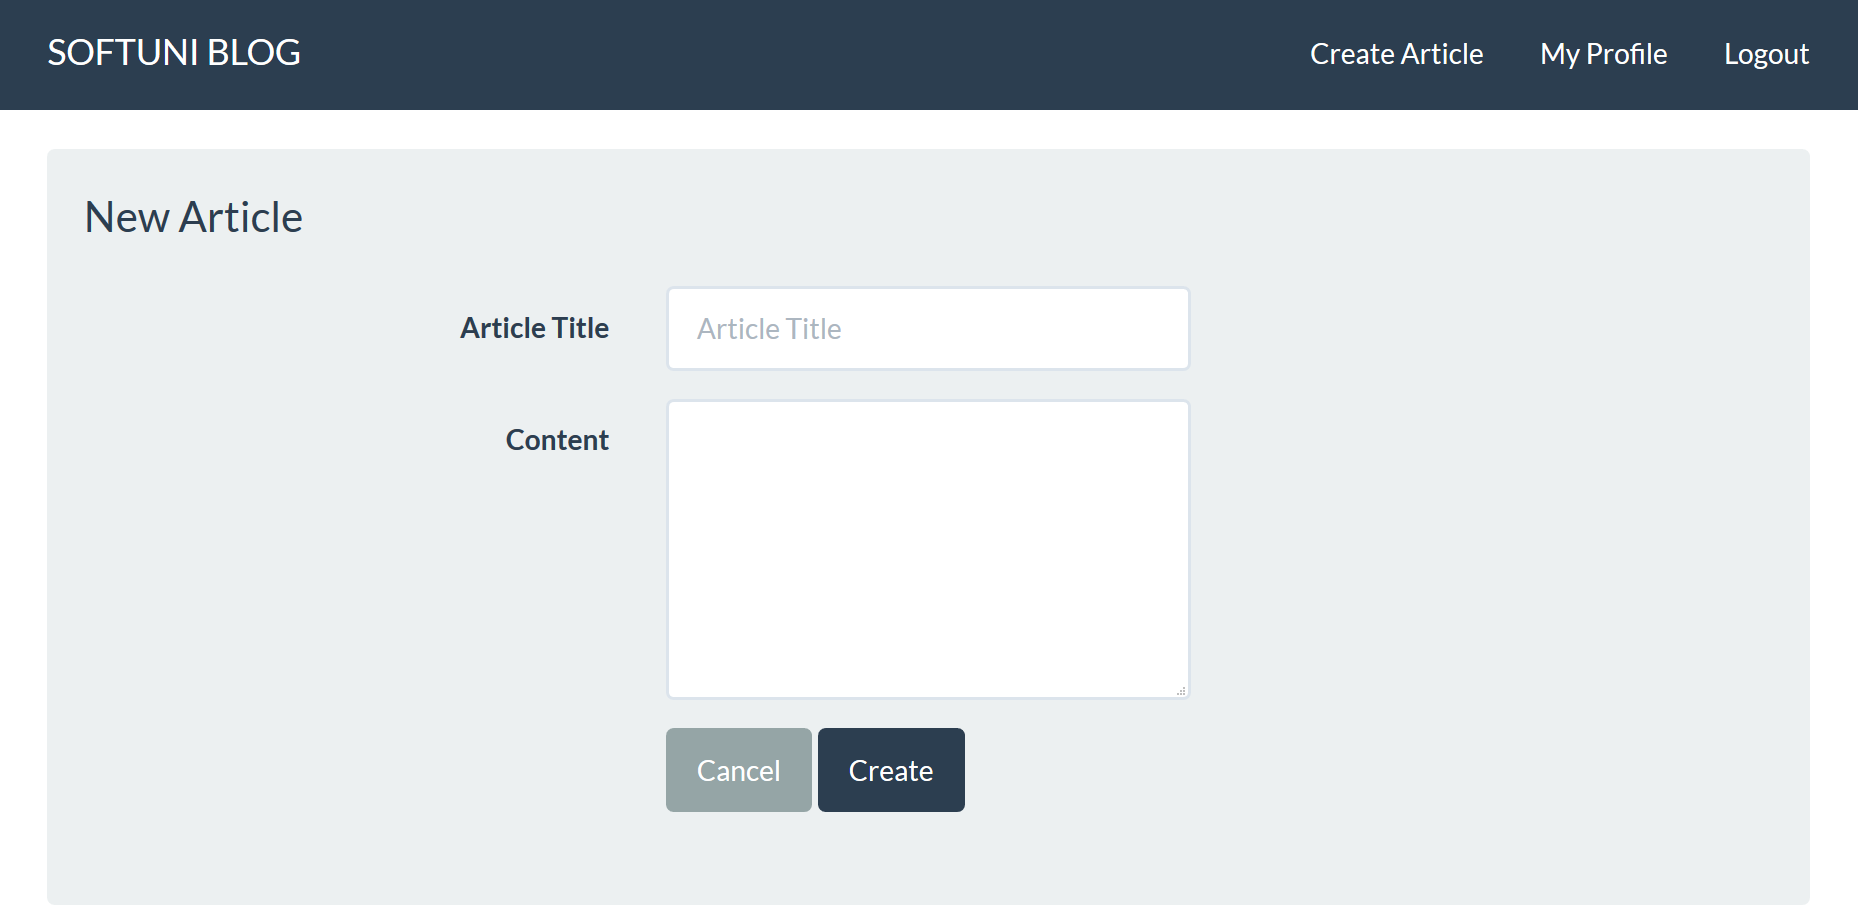 SOFTUNI BLOG
Create Article
My Profile
Logout
New Article
Article Title
Article Title
Content
Cancel
Create